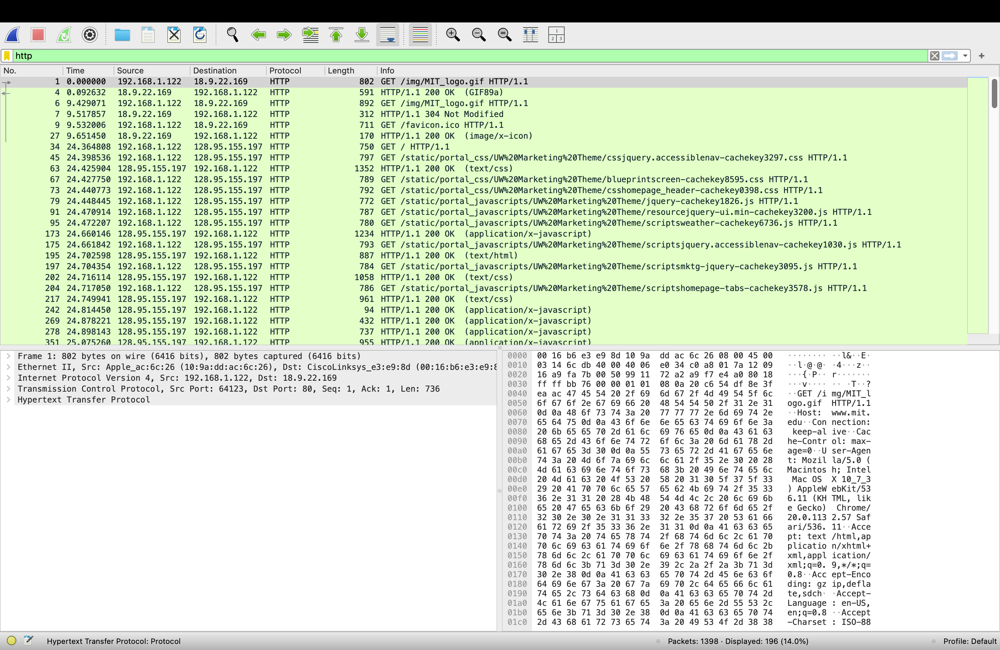 http
No. Time Source Destination Protocol Length Info
1 0.000000 192.168.1.122 18.9.22.169 HTTP 802 GET /img/MIT_logo.gif HTTP/1.1
4 0.092632 18.9.22.169 192.168.1.122 HTTP 591 HTTP/1.1 200 OK (GIF89a)
6 9.429071 192.168.1.122 18.9.22.169 HTTP 892 GET /img/MIT_logo.gif HTTP/1.1
7 9.517857 18.9.22.169 192.168.1.122 HTTP 312 HTTP/1.1 304 Not Modified
9 9.532006 192.168.1.122 18.9.22.169 HTTP 711 GET /favicon.ico HTTP/1.1
27 9.651450 18.9.22.169 192.168.1.122 HTTP 170 HTTP/1.1 200 OK (image/x-icon)
34 24.364808 192.168.1.122 128.95.155.197 HTTP 750 GET / HTTP/1.1
45 24.398536 192.168.1.122 128.95.155.197 HTTP 797 GET /static/portal_css/UW%20Marketing%20Theme/cssjquery.accessiblenav-cachekey3297.css HTTP/1.1
63 24.425904 128.95.155.197 192.168.1.122 HTTP 1352 HTTP/1.1 200 OK (text/css)
67 24.427750 192.168.1.122 128.95.155.197 HTTP 789 GET /static/portal_css/UW%20Marketing%20Theme/blueprintscreen-cachekey8595.css HTTP/1.1
73 24.440773 192.168.1.122 128.95.155.197 HTTP 792 GET /static/portal_css/UW%20Marketing%20Theme/csshomepage_header-cachekey0398.css HTTP/1.1
79 24.448445 192.168.1.122 128.95.155.197 HTTP 772 GET /static/portal_javascripts/UW%20Marketing%20Theme/jquery-cachekey1826.js HTTP/1.1
91 24.470914 192.168.1.122 128.95.155.197 HTTP 787 GET /static/portal_javascripts/UW%20Marketing%20Theme/resourcejquery-ui.min-cachekey3200.js HTTP/1.1
95 24.472207 192.168.1.122 128.95.155.197 HTTP 780 GET /static/portal_javascripts/UW%20Marketing%20Theme/scriptsweather-cachekey6736.js HTTP/1.1
173 24.660146 128.95.155.197 192.168.1.122 HTTP 1234 HTTP/1.1 200 OK (application/x-javascript)
175 24.661842 192.168.1.122 128.95.155.197 HTTP 793 GET /static/portal_javascripts/UW%20Marketing%20Theme/scriptsjquery.accessiblenav-cachekey1030.js HTTP/1.1
195 24.702598 128.95.155.197 192.168.1.122 HTTP 887 HTTP/1.1 200 OK (text/html)
197 24.704354 192.168.1.122 128.95.155.197 HTTP 784 GET /static/portal_javascripts/UW%20Marketing%20Theme/scriptsmktg-jquery-cachekey3095.js HTTP/1.1
202 24.716114 128.95.155.197 192.168.1.122 HTTP 1058 HTTP/1.1 200 OK (text/css)
204 24.717050 192.168.1.122 128.95.155.197 HTTP 786 GET /static/portal_javascripts/UW%20Marketing%20Theme/scriptshomepage-tabs-cachekey3578.js HTTP/1.1
217 24.749941 128.95.155.197 192.168.1.122 HTTP 961 HTTP/1.1 200 OK (text/css)
242 24.814450 128.95.155.197 192.168.1.122 HTTP 94 HTTP/1.1 200 OK (application/x-javascript)
269 24.878221 128.95.155.197 192.168.1.122 HTTP 432 HTTP/1.1 200 OK (application/x-javascript)
278 24.898143 128.95.155.197 192.168.1.122 HTTP 737 HTTP/1.1 200 OK (application/x-javascript)
351 25.075260 128.95.155.197 192.168.1.122 HTTP 955 HTTP/1.1 200 OK (application/x-javascript)
Frame 1: 802 bytes on wire (6416 bits), 802 bytes captured (6416 bits)
Ethernet II, Src: Apple_ac:6c:26 (10:9a:dd:ac:6c:26), Dst: CiscoLinksys_e3:e9:8d (00:16:b6:e3:e9:8
Internet Protocol Version 4, Src: 192.168.1.122, Dst: 18.9.22.169
Transmission Control Protocol, Src Port: 64123, Dst Port: 80, Seq: 1, Ack: 1, Len: 736
Hypertext Transfer Protocol
0000 00 16 b6 e3 e9 8d 10 9a dd ac 6c 26 08 00 45 00 ········ ··l&··E·
0010 03 14 6c db 40 00 40 06 e0 34 c0 a8 01 7a 12 09 ··l·@·@· ·4···z··
0020 16 a9 fa 7b 00 50 99 11 72 a2 a9 f7 e4 a0 80 18 ···{·P·· r·······
0030 ff ff bb 76 00 00 01 01 08 0a 20 c6 54 df 8e 3f ···v···· ·· ·T··?
0040 ea ac 47 45 54 20 2f 69 6d 67 2f 4d 49 54 5f 6c ··GET /i mg/MIT_l
0050 6f 67 6f 2e 67 69 66 20 48 54 54 50 2f 31 2e 31 ogo.gif HTTP/1.1
0060 0d 0a 48 6f 73 74 3a 20 77 77 77 2e 6d 69 74 2e ··Host: www.mit.
0070 65 64 75 0d 0a 43 6f 6e 6e 65 63 74 69 6f 6e 3a edu··Con nection:
0080 20 6b 65 65 70 2d 61 6c 69 76 65 0d 0a 43 61 63 keep-al ive··Cac
0090 68 65 2d 43 6f 6e 74 72 6f 6c 3a 20 6d 61 78 2d he-Contr ol: max-
00a0 61 67 65 3d 30 0d 0a 55 73 65 72 2d 41 67 65 6e age=0··U ser-Agen
00b0 74 3a 20 4d 6f 7a 69 6c 6c 61 2f 35 2e 30 20 28 t: Mozil la/5.0 (
00c0 4d 61 63 69 6e 74 6f 73 68 3b 20 49 6e 74 65 6c Macintos h; Intel
00d0 20 4d 61 63 20 4f 53 20 58 20 31 30 5f 37 5f 33 Mac OS X 10_7_3
00e0 29 20 41 70 70 6c 65 57 65 62 4b 69 74 2f 35 33 ) AppleW ebKit/53
00f0 36 2e 31 31 20 28 4b 48 54 4d 4c 2c 20 6c 69 6b 6.11 (KH TML, lik
0100 65 20 47 65 63 6b 6f 29 20 43 68 72 6f 6d 65 2f e Gecko) Chrome/
0110 32 30 2e 30 2e 31 31 33 32 2e 35 37 20 53 61 66 20.0.113 2.57 Saf
0120 61 72 69 2f 35 33 36 2e 31 31 0d 0a 41 63 63 65 ari/536. 11··Acce
0130 70 74 3a 20 74 65 78 74 2f 68 74 6d 6c 2c 61 70 pt: text /html,ap
0140 70 6c 69 63 61 74 69 6f 6e 2f 78 68 74 6d 6c 2b plicatio n/xhtml+
0150 78 6d 6c 2c 61 70 70 6c 69 63 61 74 69 6f 6e 2f xml,appl ication/
0160 78 6d 6c 3b 71 3d 30 2e 39 2c 2a 2f 2a 3b 71 3d xml;q=0. 9,*/*;q=
0170 30 2e 38 0d 0a 41 63 63 65 70 74 2d 45 6e 63 6f 0.8··Acc ept-Enco
0180 64 69 6e 67 3a 20 67 7a 69 70 2c 64 65 66 6c 61 ding: gz ip,defla
0190 74 65 2c 73 64 63 68 0d 0a 41 63 63 65 70 74 2d te,sdch· ·Accept-
01a0 4c 61 6e 67 75 61 67 65 3a 20 65 6e 2d 55 53 2c Language : en-US,
01b0 65 6e 3b 71 3d 30 2e 38 0d 0a 41 63 63 65 70 74 en;q=0.8 ··Accept
01c0 2d 43 68 61 72 73 65 74 3a 20 49 53 4f 2d 38 38 -Charset : ISO-88
Hypertext Transfer Protocol: Protocol Packets: 1398 · Displayed: 196 (14.0%) Profile: Default